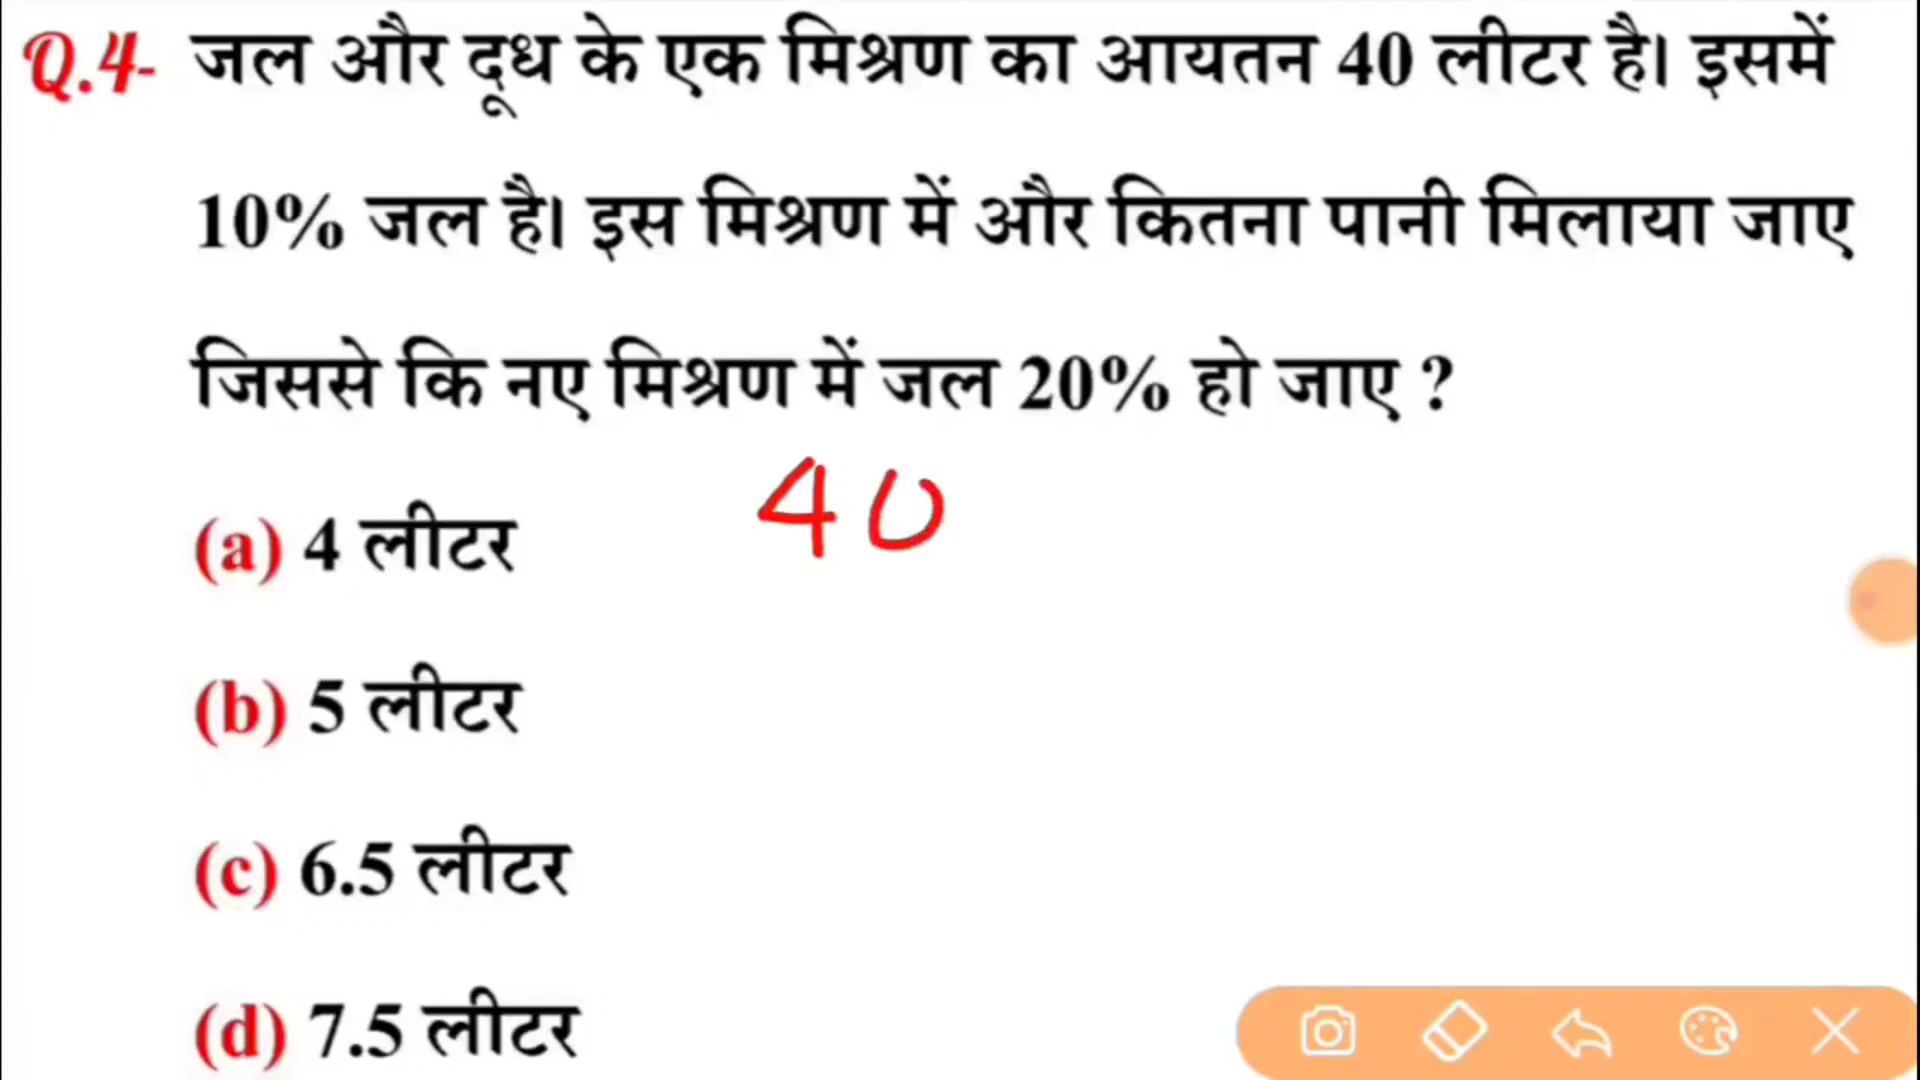 Q.4- जल और दूध के एक मिश्रण का आयतन 40 लीटर है। इसमें
10% जल है। इस मिश्रण में और कितना पानी मिलाया जाए
जिससे कि नए मिश्रण में जल 20% हो जाए ?
40
(a) 4 लीटर
(b) 5 लीटर
(c) 6.5 लीटर
(d) 7.5 लीटर